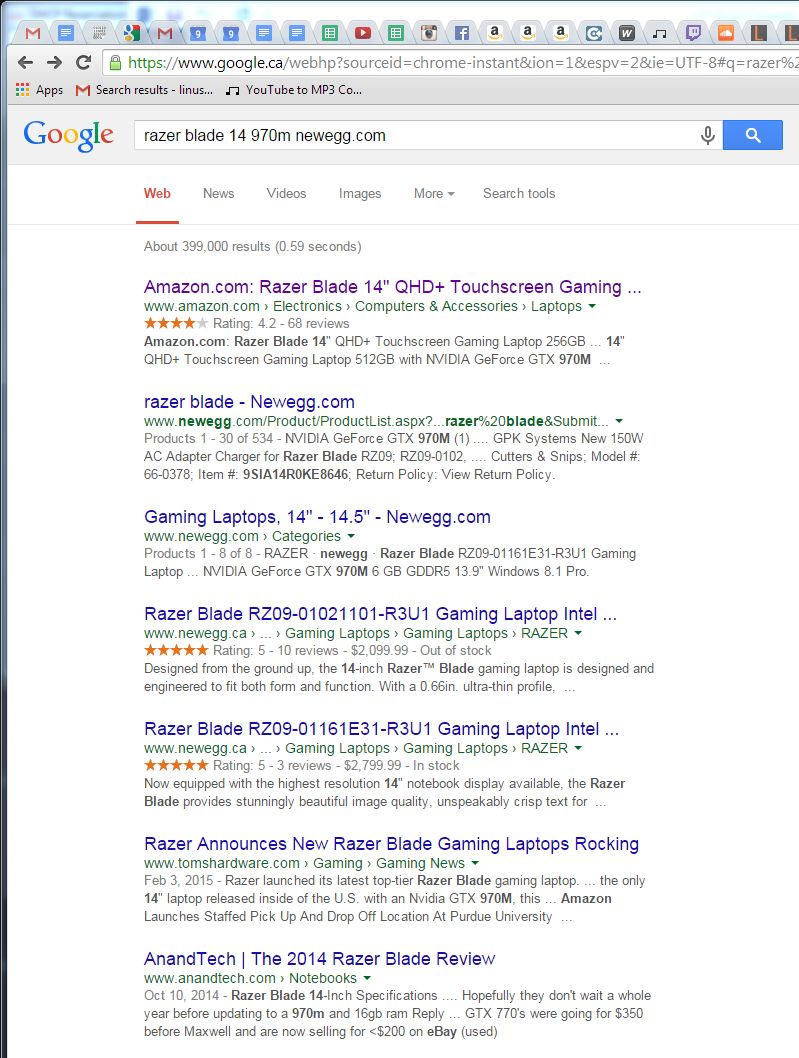 https://www.google.ca/webhp?sourceid=chrome-instant&ion=1&espv=2&ie=UTF-8#q=razer%2
Apps Search results - linus... YouTube to MP3 Co...
Google razer blade 14 970m newegg.com
Web News Videos Images More Search tools
About 399,000 results (0.59 seconds)
Amazon.com: Razer Blade 14" QHD+ Touchscreen Gaming ...
www.amazon.com › Electronics › Computers & Accessories › Laptops
Rating: 4.2 - 68 reviews
Amazon.com: Razer Blade 14" QHD+ Touchscreen Gaming Laptop 256GB ... 14"
QHD+ Touchscreen Gaming Laptop 512GB with NVIDIA GeForce GTX 970M ...
razer blade - Newegg.com
www.newegg.com/Product/ProductList.aspx?...razer%20blade&Submit...
Products 1 - 30 of 534 - NVIDIA GeForce GTX 970M (1) .... GPK Systems New 150W
AC Adapter Charger for Razer Blade RZ09; RZ09-0102, .... Cutters & Snips; Model #:
66-0378; Item #: 9SIA14R0KE8646; Return Policy: View Return Policy.
Gaming Laptops, 14" - 14.5" - Newegg.com
www.newegg.com › Categories
Products 1 - 8 of 8 - RAZER · newegg · Razer Blade RZ09-01161E31-R3U1 Gaming
Laptop ... NVIDIA GeForce GTX 970M 6 GB GDDR5 13.9" Windows 8.1 Pro.
Razer Blade RZ09-01021101-R3U1 Gaming Laptop Intel ...
www.newegg.ca › ... › Gaming Laptops › Gaming Laptops › RAZER
Rating: 5 - 10 reviews - $2,099.99 - Out of stock
Designed from the ground up, the 14-inch Razer™ Blade gaming laptop is designed and
engineered to fit both form and function. With a 0.66in. ultra-thin profile, ...
Razer Blade RZ09-01161E31-R3U1 Gaming Laptop Intel ...
www.newegg.ca › ... › Gaming Laptops › Gaming Laptops › RAZER
Rating: 5 - 3 reviews - $2,799.99 - In stock
Now equipped with the highest resolution 14" notebook display available, the Razer
Blade provides stunningly beautiful image quality, unspeakably crisp text for ...
Razer Announces New Razer Blade Gaming Laptops Rocking
www.tomshardware.com › Gaming › Gaming News
Feb 3, 2015 - Razer launched its latest top-tier Razer Blade gaming laptop. ... the only
14" laptop released inside of the U.S. with an Nvidia GTX 970M, this ... Amazon
Launches Staffed Pick Up And Drop Off Location At Purdue University ...
AnandTech | The 2014 Razer Blade Review
www.anandtech.com › Notebooks
Oct 10, 2014 - Razer Blade 14-Inch Specifications .... Hopefully they don't wait a whole
year before updating to a 970m and 16gb ram Reply ... GTX 770's were going for $350
before Maxwell and are now selling for <$200 on eBay (used)